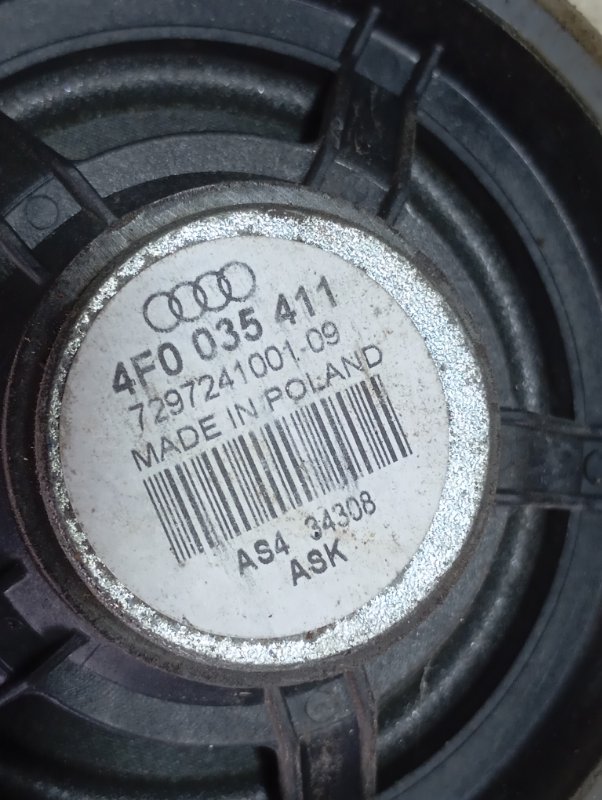 4F0 035 411
7297241001-09
MADE IN POLAND
AS4 34308
ASK